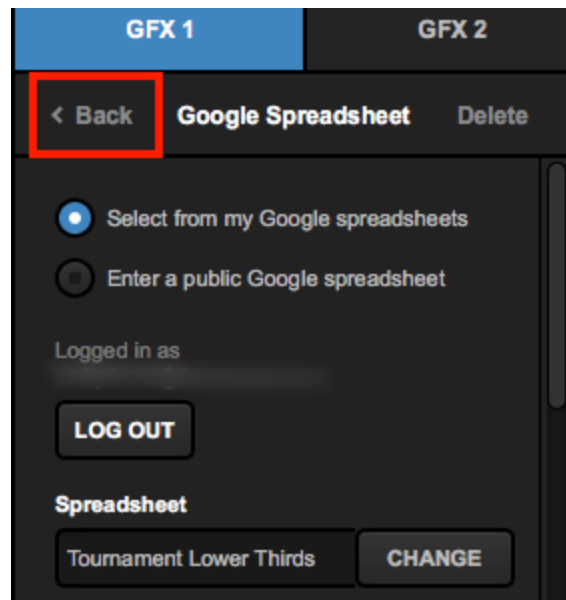 GFX 1 GFX 2
< Back Google Spreadsheet Delete
Select from my Google spreadsheets
Enter a public Google spreadsheet
Logged in as
LOG OUT
Spreadsheet
Tournament Lower Thirds CHANGE